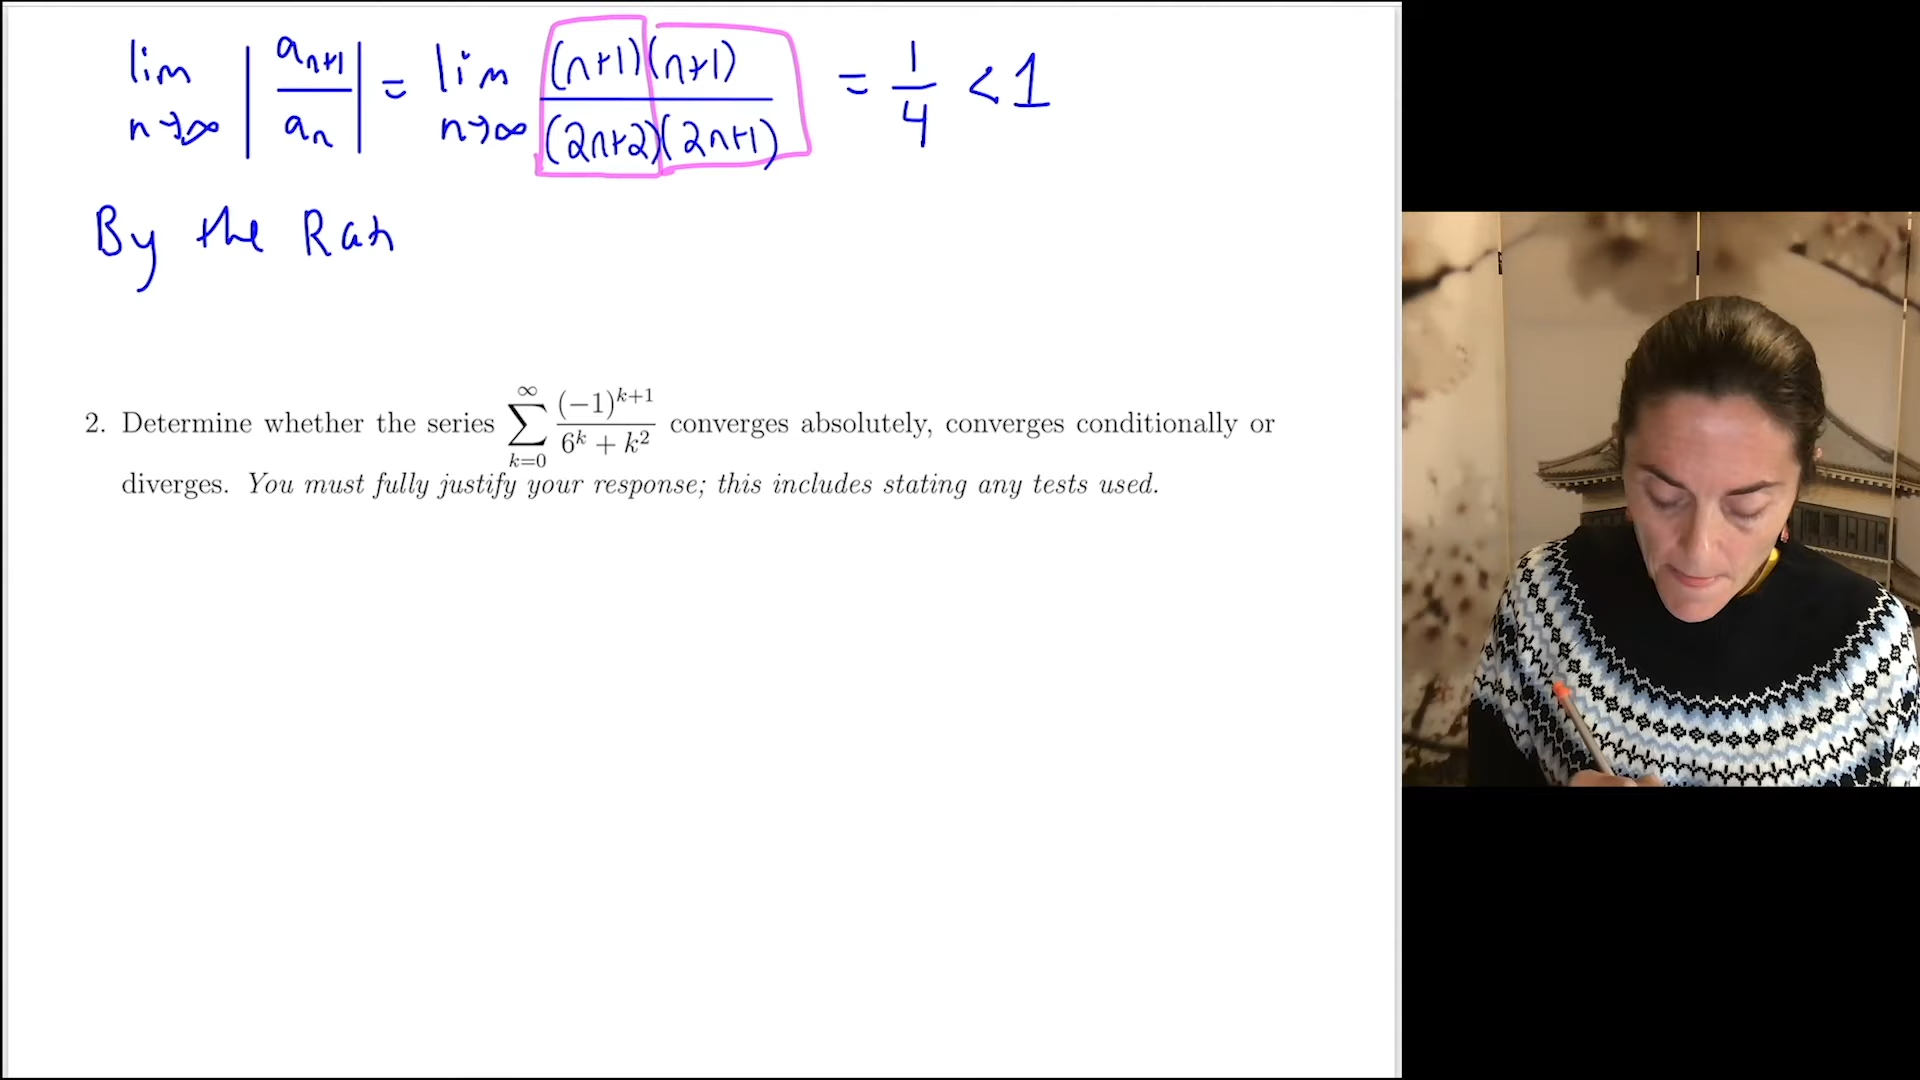 lim n→∞ | a_{n+1} / a_n | = lim n→∞ (n+1)(n+1) / (2n+2)(2n+1) = 1/4 < 1
By the Rati
2. Determine whether the series ∑_{k=0}^{∞} (−1)^{k+1} / (6^k + k^2) converges absolutely, converges conditionally or
diverges. You must fully justify your response; this includes stating any tests used.